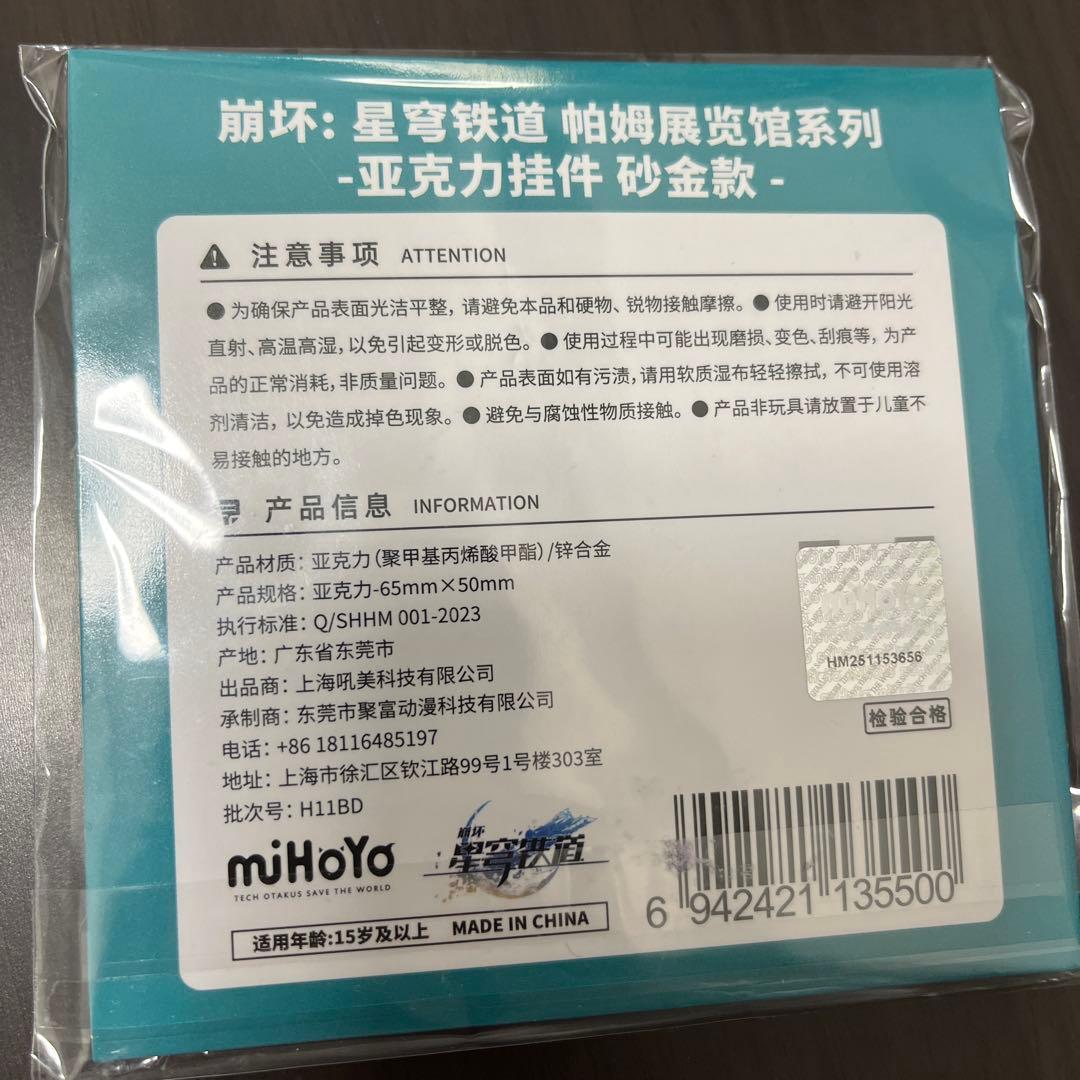 崩坏: 星穹铁道 帕姆展览馆系列
-亚克力挂件 砂金款 -
注意事项 ATTENTION
● 为确保产品表面光洁平整，请避免本品和硬物、锐物接触摩擦。● 使用时请避开阳光
直射、高温高湿，以免引起变形或脱色。● 使用过程中可能出现磨损、变色、刮痕等，为产
品的正常消耗，非质量问题。● 产品表面如有污渍，请用软质湿布轻轻擦拭，不可使用溶
剂清洁，以免造成掉色现象。● 避免与腐蚀性物质接触。● 产品非玩具请放置于儿童不
易接触的地方。
产品信息 INFORMATION
产品材质：亚克力（聚甲基丙烯酸甲酯）/锌合金
产品规格：亚克力-65mm×50mm
执行标准：Q/SHHM 001-2023
产地：广东省东莞市
出品商：上海吼美科技有限公司
承制商：东莞市聚富动漫科技有限公司
电话：+86 18116485197
地址：上海市徐汇区钦江路99号1号楼303室
批次号：H11BD
miHoYo
HM251153656
检验合格
miHoYo
TECH OTAKUS SAVE THE WORLD
崩坏
星穹铁道
适用年龄:15岁及以上 MADE IN CHINA
6 942421 135500